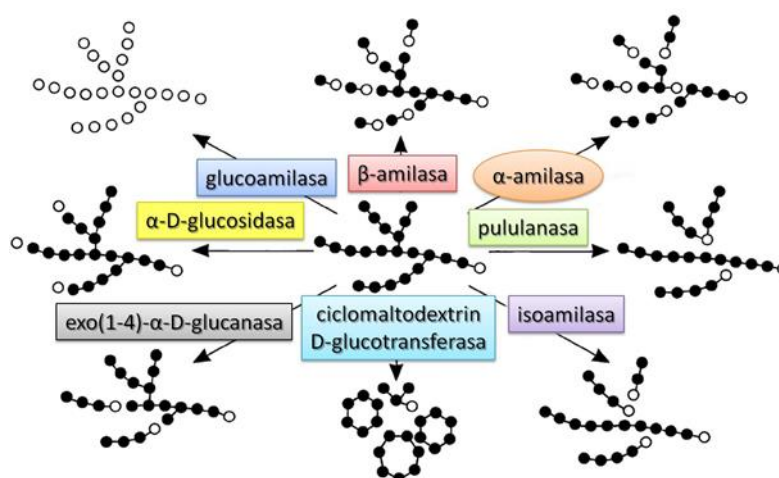 glucoamilasa
β-amilasa
α-amilasa
α-D-glucosidasa
pululanasa
exo(1-4)-α-D-glucanasa
ciclomaltodextrin
D-glucotransferasa
isoamilasa